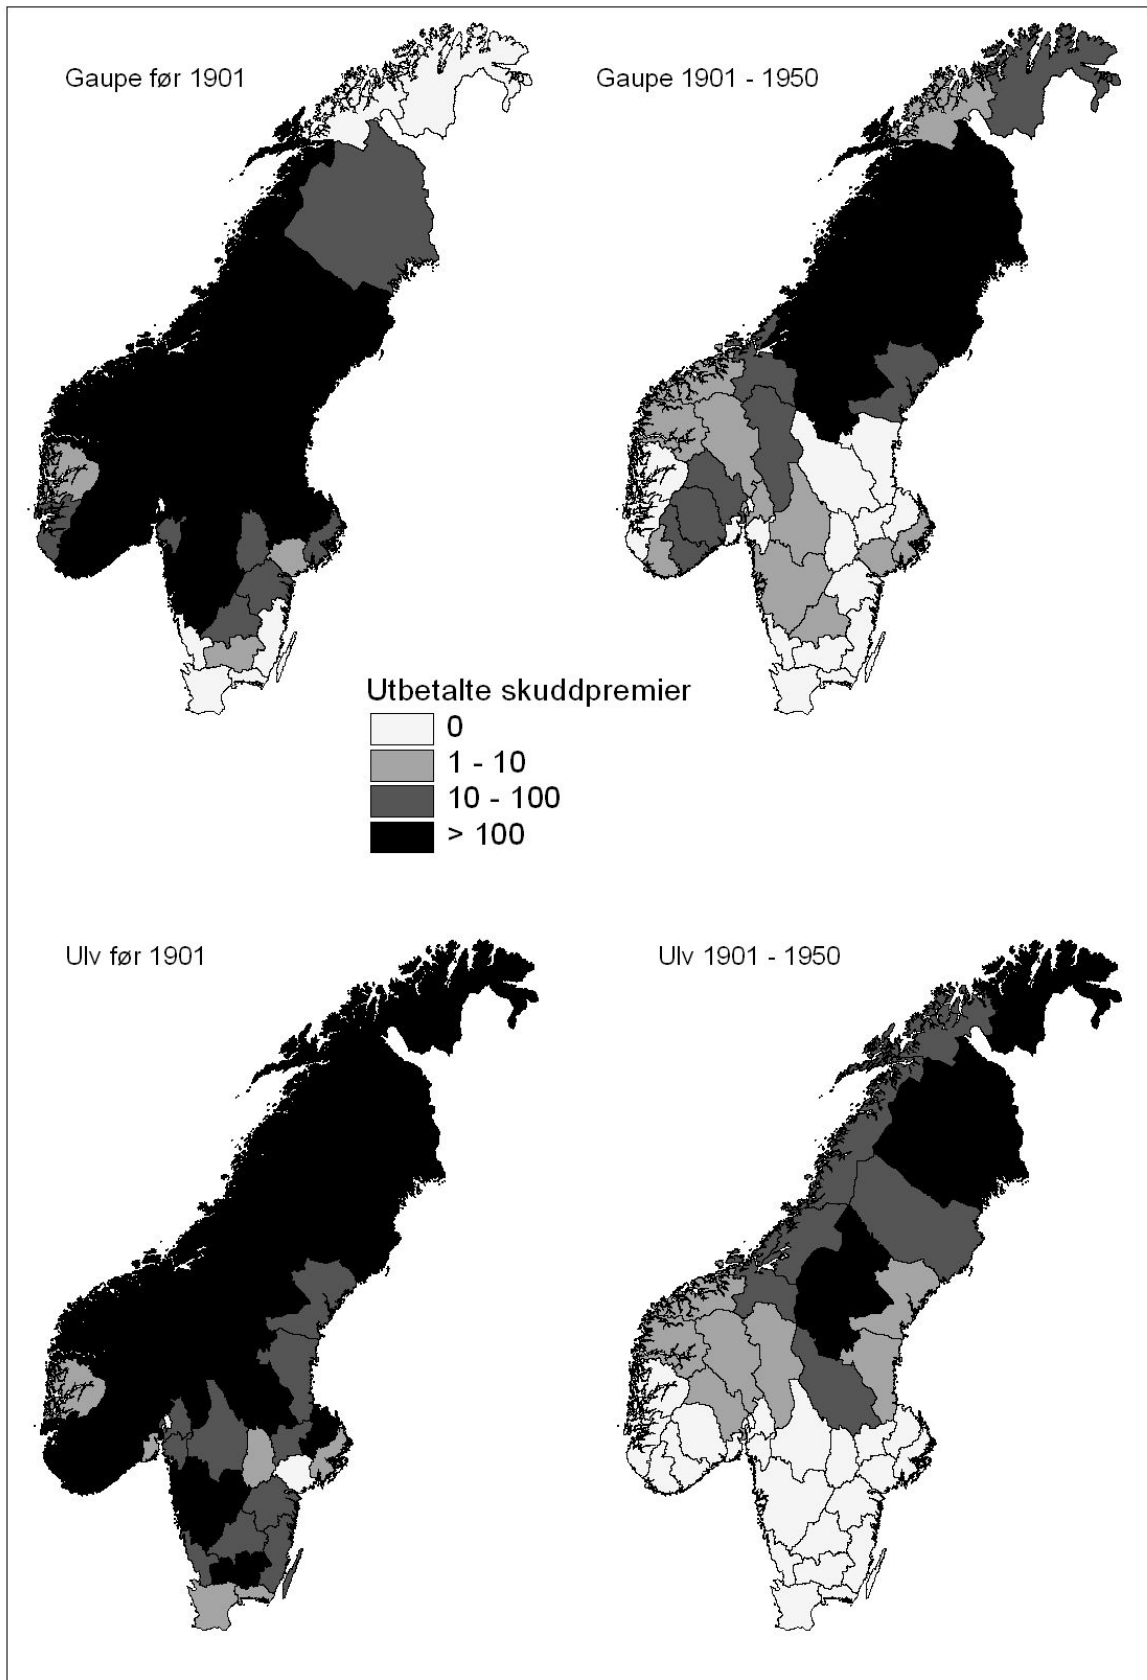 Gaupe før 1901
Gaupe 1901 - 1950
Utbetalte skuddpremier
0
1 - 10
10 - 100
> 100
Ulv før 1901
Ulv 1901 - 1950